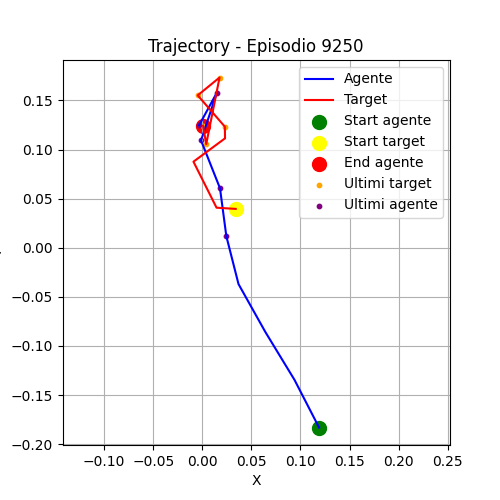 Trajectory - Episodio 9250
Agente
Target
Start agente
Start target
End agente
Ultimi target
Ultimi agente
0.15
0.10
0.05
0.00
−0.05
−0.10
−0.15
−0.20
−0.10
−0.05
0.00
0.05
0.10
0.15
0.20
0.25
X